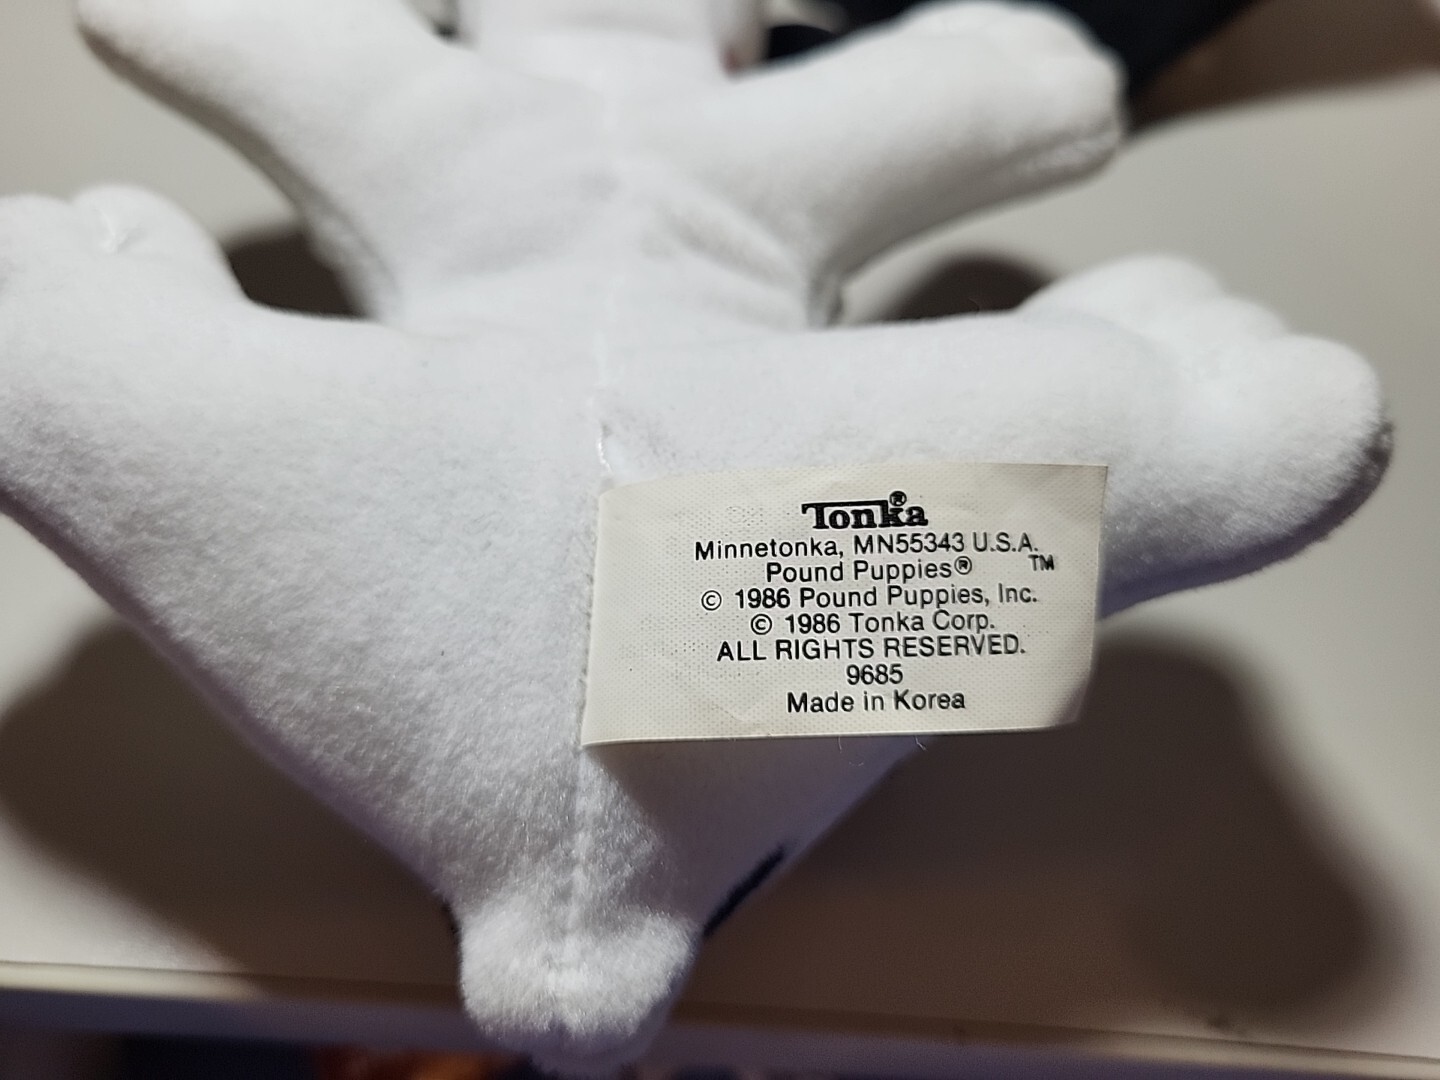 Tonka®
Minnetonka, MN55343 U.S.A.
Pound Puppies® ™
© 1986 Pound Puppies, Inc.
© 1986 Tonka Corp.
ALL RIGHTS RESERVED.
9685
Made in Korea